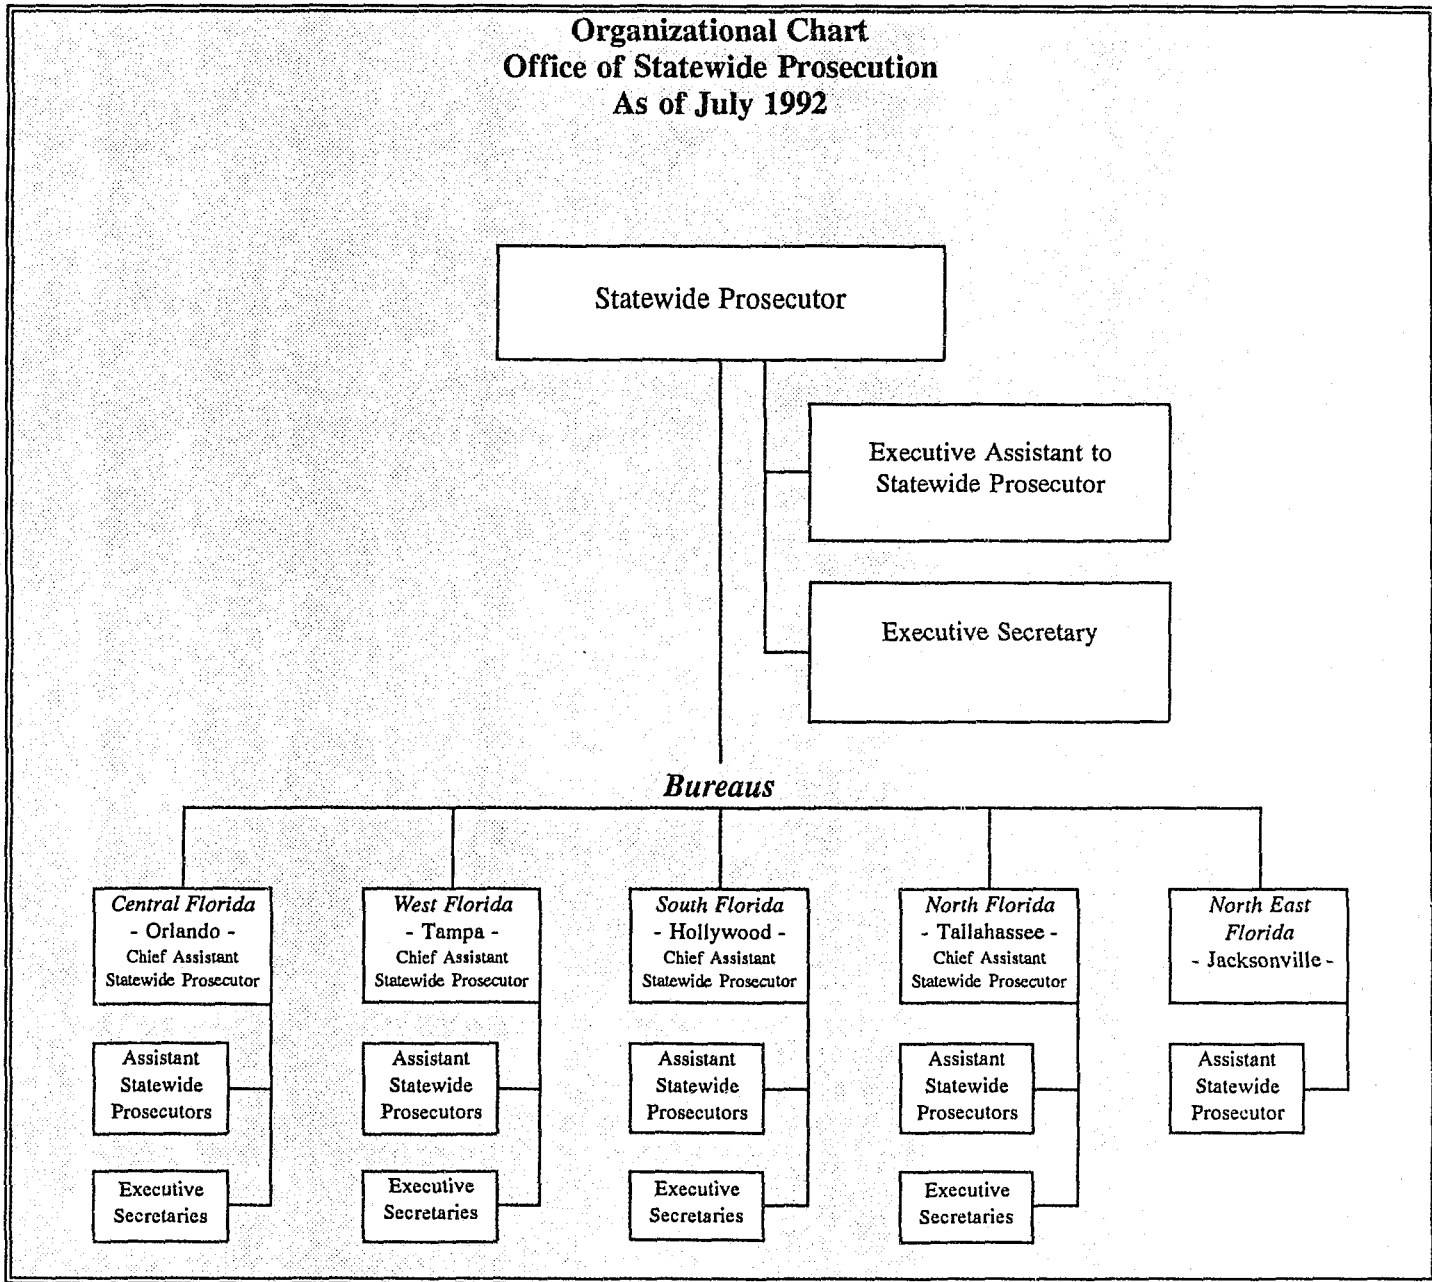 Organizational Chart
Office of Statewide Prosecution
As of July 1992
Statewide Prosecutor
Executive Assistant to
Statewide Prosecutor
Executive Secretary
Bureaus
Central Florida
- Orlando -
Chief Assistant
Statewide Prosecutor
Assistant
Statewide
Prosecutors
Executive
Secretaries
West Florida
- Tampa -
Chief Assistant
Statewide Prosecutor
Assistant
Statewide
Prosecutors
Executive
Secretaries
South Florida
- Hollywood -
Chief Assistant
Statewide Prosecutor
Assistant
Statewide
Prosecutors
Executive
Secretaries
North Florida
- Tallahassee -
Chief Assistant
Statewide Prosecutor
Assistant
Statewide
Prosecutors
Executive
Secretaries
North East
Florida
- Jacksonville -
Assistant
Statewide
Prosecutor